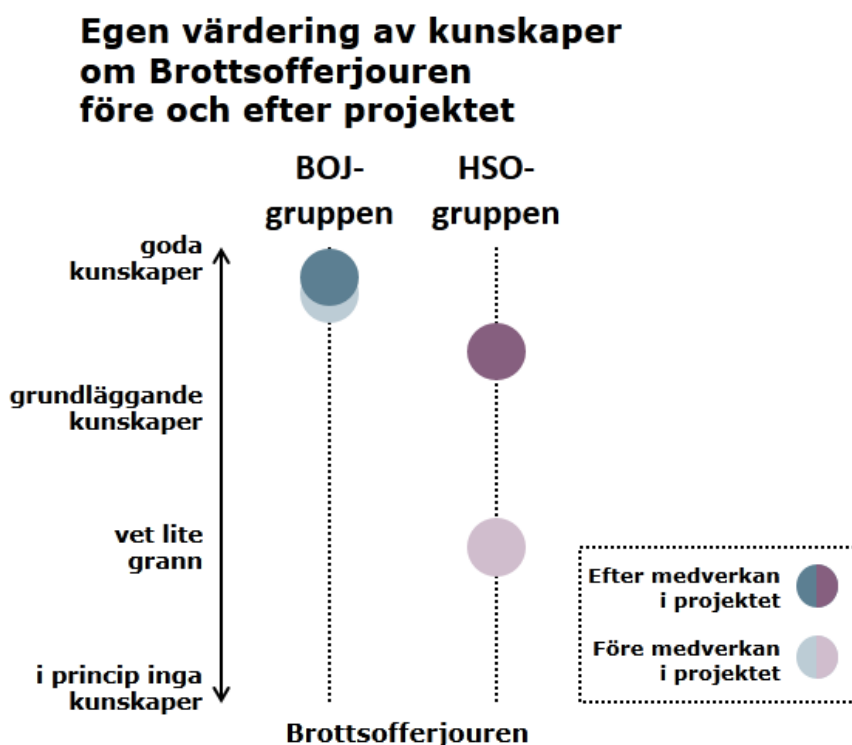 Egen värdering av kunskaper
om Brottsofferjouren
före och efter projektet
BOJ-
gruppen
HSO-
gruppen
goda
kunskaper
grundläggande
kunskaper
vet lite
grann
i princip inga
kunskaper
Brottsofferjouren
Efter medverkan
i projektet
Före medverkan
i projektet